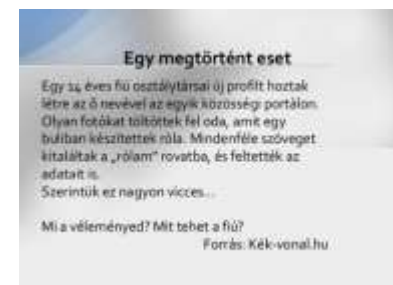 Egy megtörtént eset
Egy 14 éves fiú osztálytársai új profilt hoztak
létre az ő nevével az egyik közösségi portálon.
Olyan fotókat töltöttek fel oda, amit egy
buliban készítettek róla. Mindenféle szöveget
kitaláltak a „rólam” rovatba, és feltették az
adatait is.
Szerintük ez nagyon vicces...
Mi a véleményed? Mit tehet a fiú?
Forrás: Kék-vonal.hu